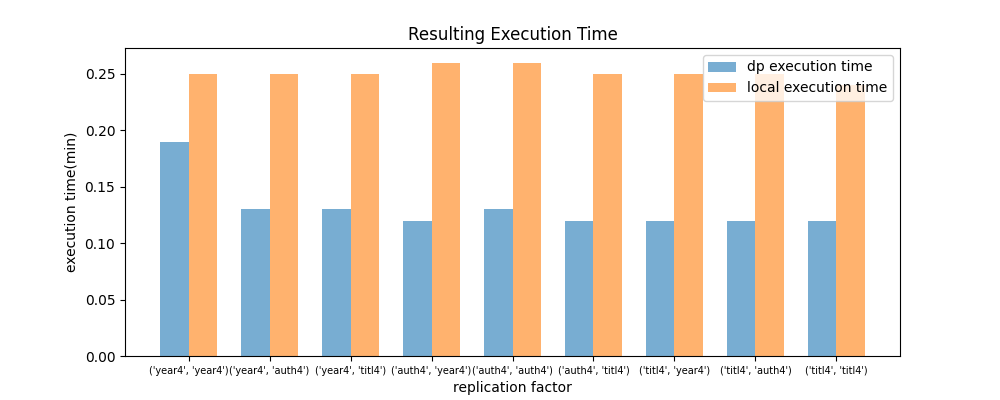 Resulting Execution Time
dp execution time
local execution time
execution time(min)
0.25
0.20
0.15
0.10
0.05
0.00
('year4', 'year4') ('year4', 'auth4') ('year4', 'titl4') ('auth4', 'year4') ('auth4', 'auth4') ('auth4', 'titl4') ('titl4', 'year4') ('titl4', 'auth4') ('titl4', 'titl4')
replication factor